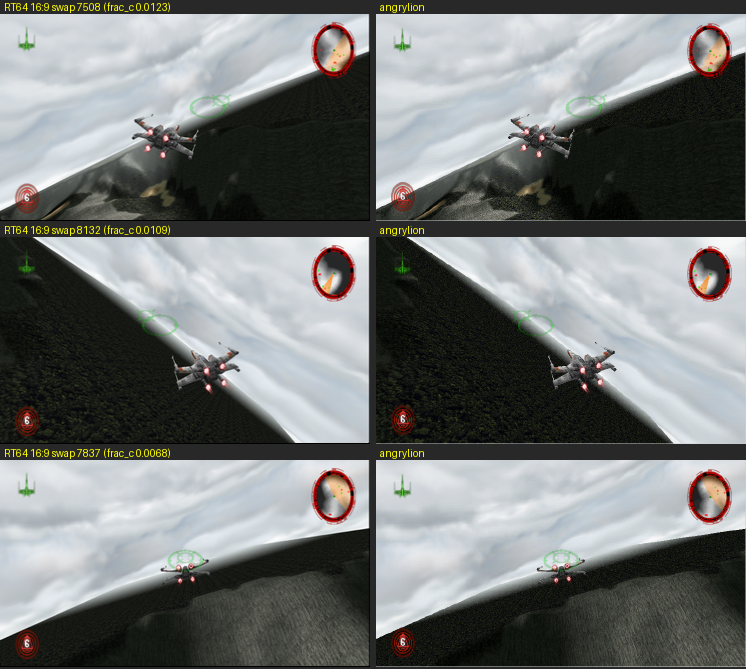 RT64 16:9 swap 7508 (frac_c 0.0123)
angrylion
6
6
RT64 16:9 swap 8132 (frac_c 0.0109)
angrylion
6
6
RT64 16:9 swap 7837 (frac_c 0.0068)
angrylion
6
6